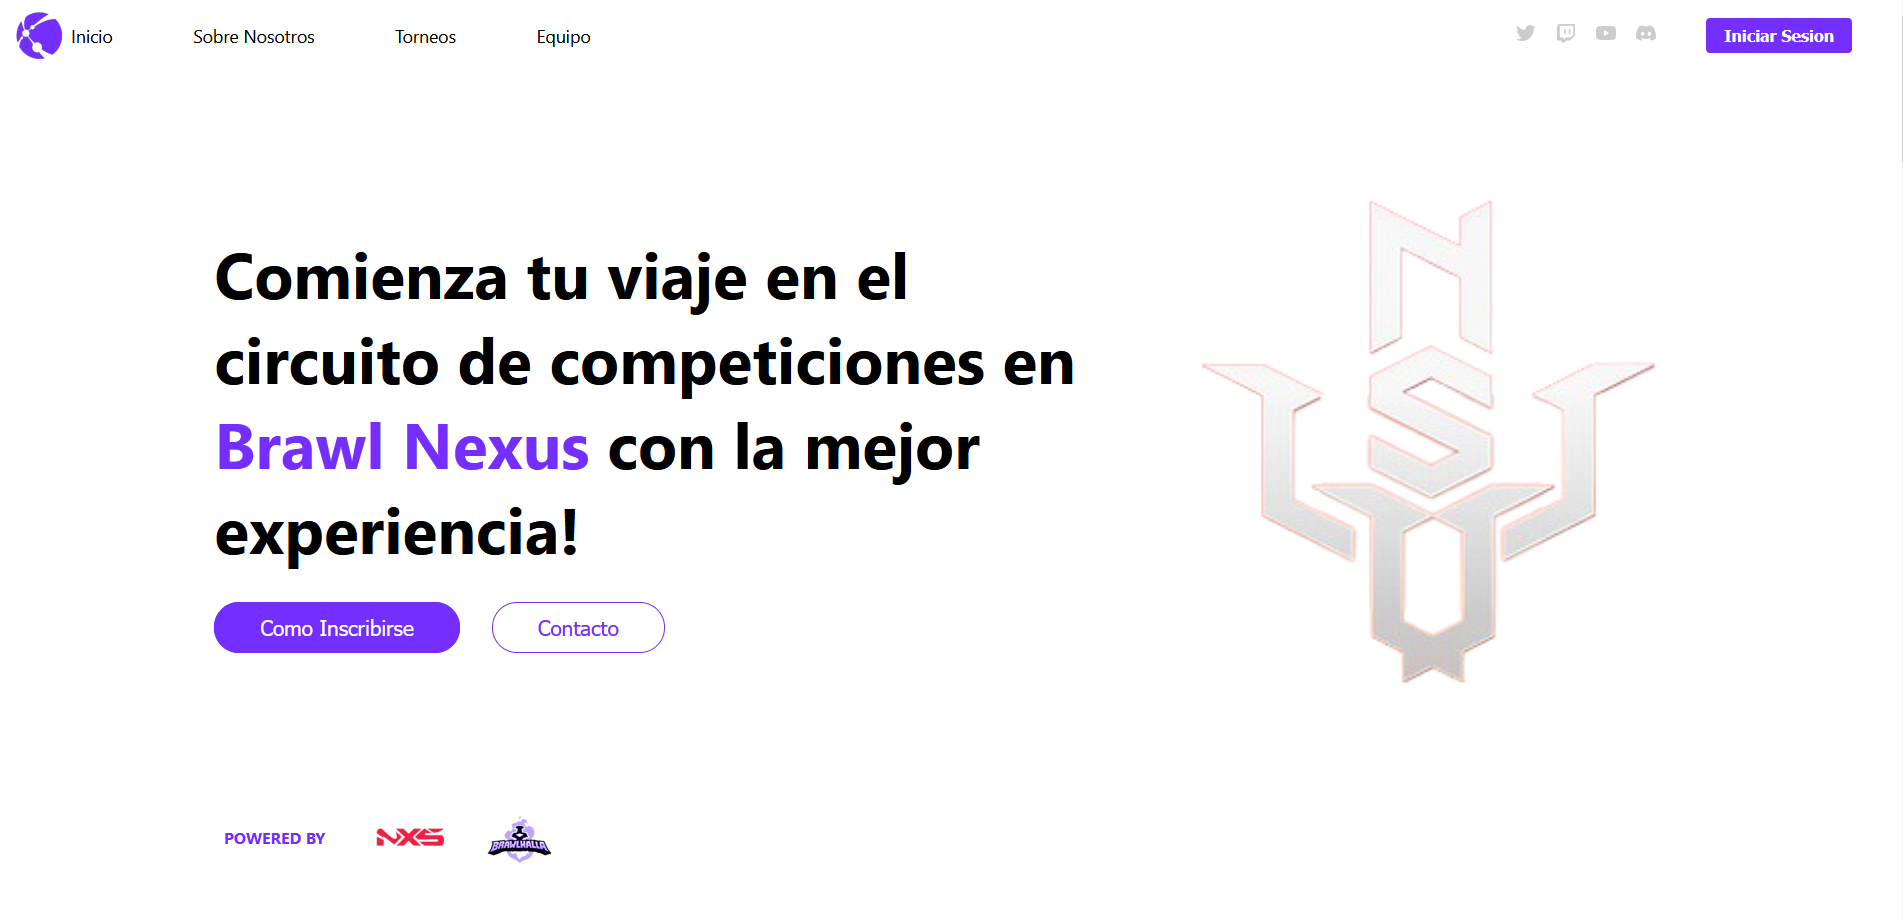 Inicio
Sobre Nosotros
Torneos
Equipo
Iniciar Sesion
Comienza tu viaje en el
circuito de competiciones en
Brawl Nexus con la mejor
experiencia!
Como Inscribirse
Contacto
POWERED BY
NXS
BRAWLHALLA